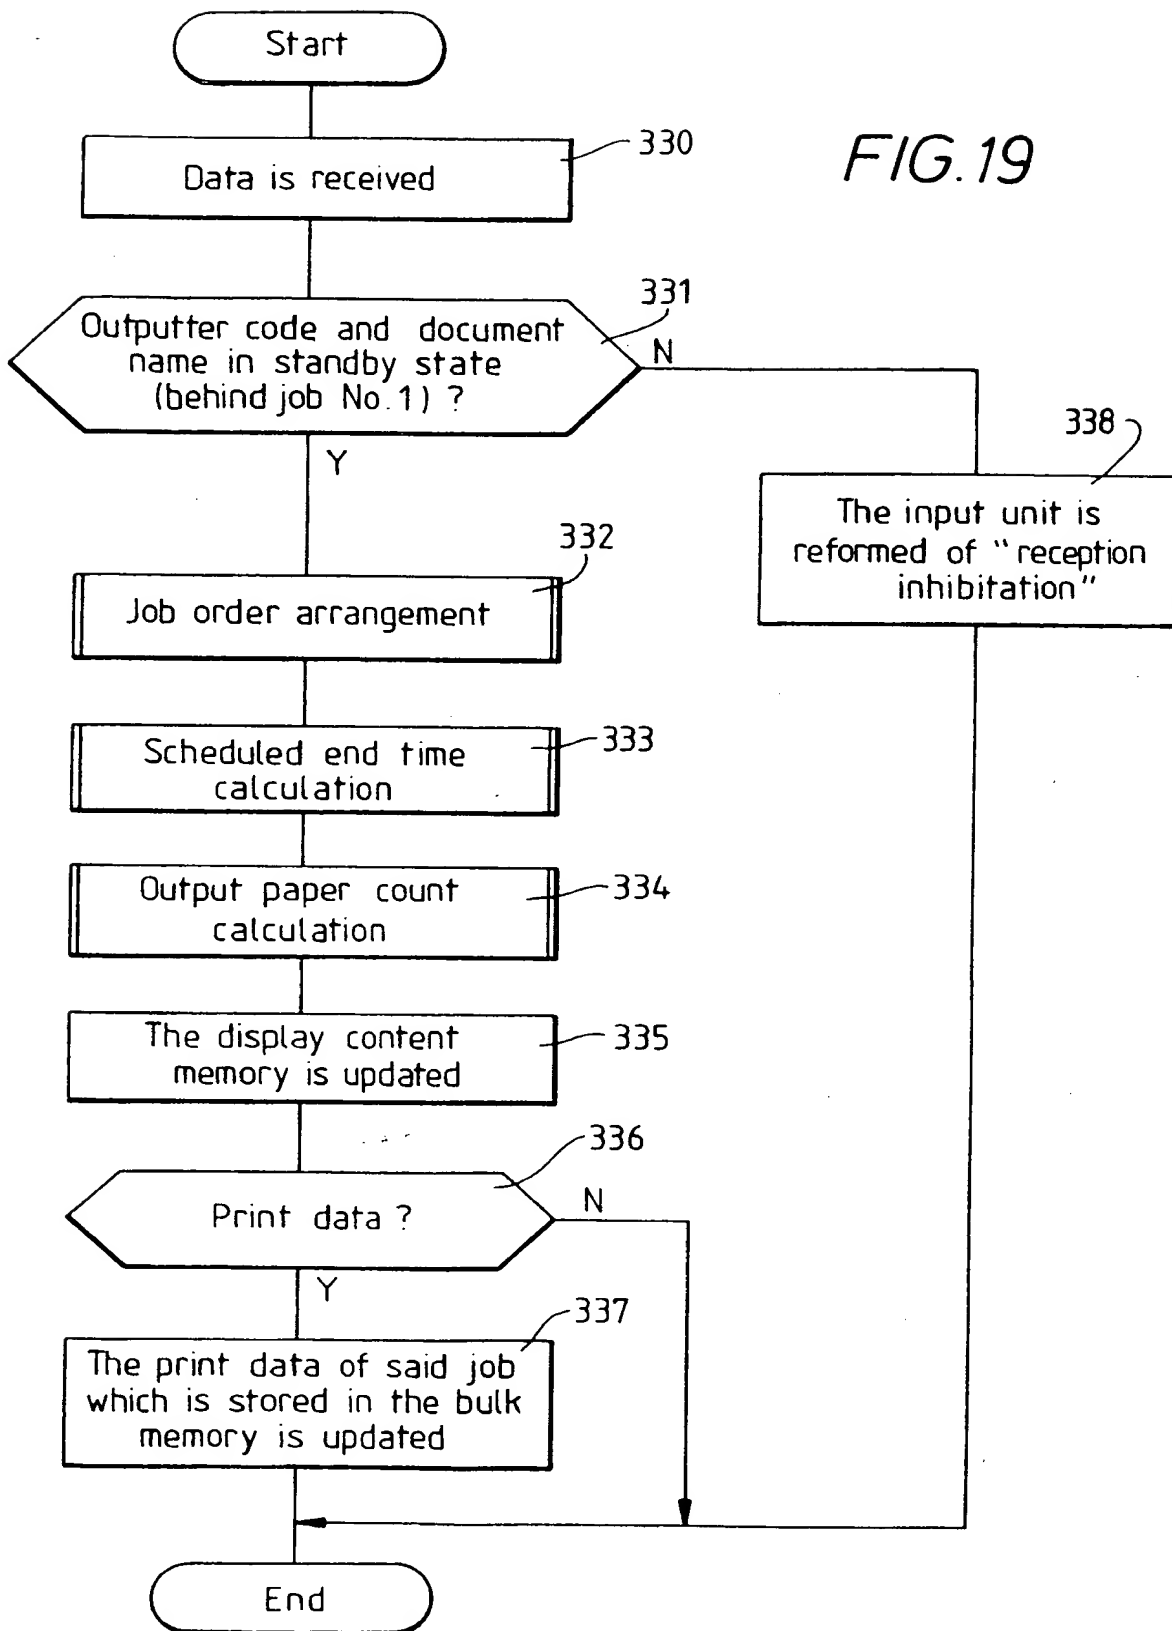 Start
FIG.19
330
Data is received
331
Outputter code and document
name in standby state
(behind job No.1) ?
N
Y
338
The input unit is
reformed of "reception
inhibitation"
332
Job order arrangement
333
Scheduled end time
calculation
334
Output paper count
calculation
335
The display content
memory is updated
336
Print data ?
N
Y
337
The print data of said job
which is stored in the bulk
memory is updated
End